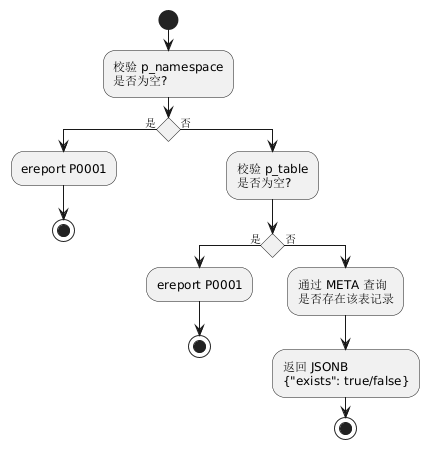 校验 p_namespace
是否为空?
是
否
ereport P0001
校验 p_table
是否为空?
是
否
ereport P0001
通过 META 查询
是否存在该表记录
返回 JSONB
{"exists": true/false}